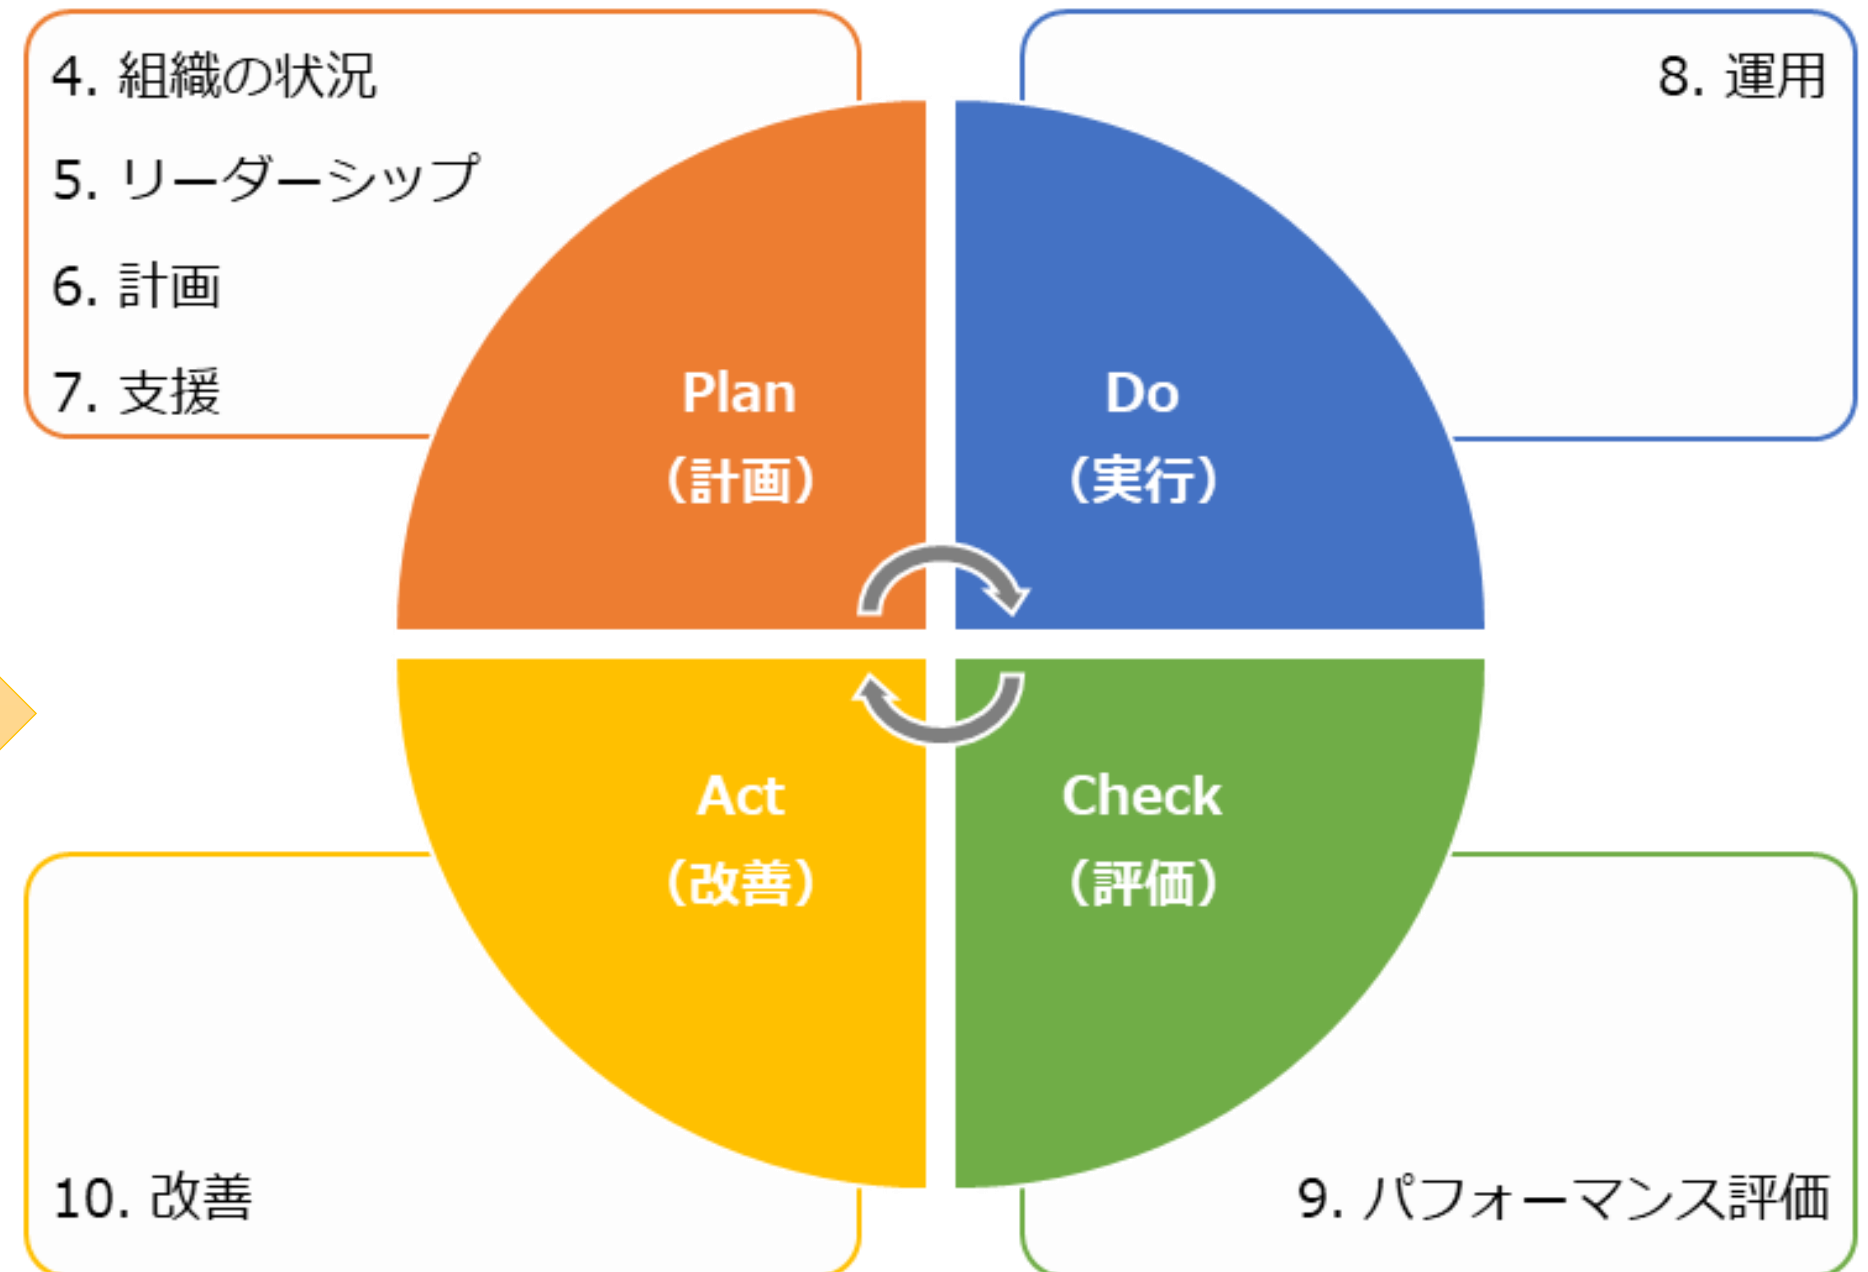 4. 組織の状況
5. リーダーシップ
6. 計画
7. 支援
8. 運用
Plan
（計画）
Do
（実行）
Act
（改善）
Check
（評価）
10. 改善
9. パフォーマンス評価